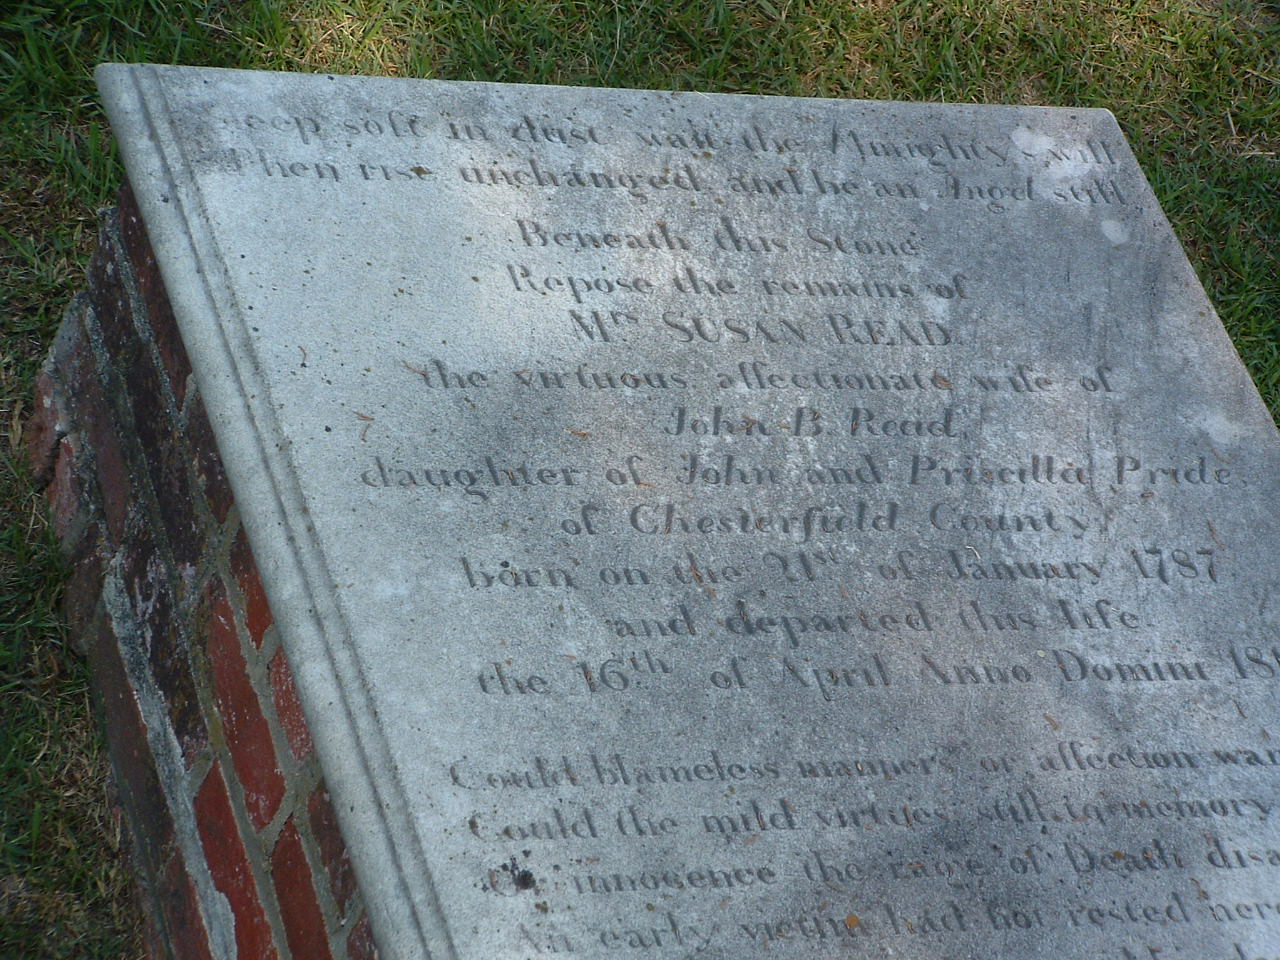 soft in dust wait the Almighty's will
Then rise unchanged and be an Angel still.
Beneath this Stone
Repose the remains of
Mrs SUSAN READ.
the virtuous affectionate wife of
John B. Read,
daughter of John and Priscilla Pride,
of Chesterfield County,
born on the 21st of January 1787
and departed this life.
the 16th of April Anno Domini 18
Could blameless manners or affection
Could the mild virtues still in memory
Or innocence the rage of Death
An early victim had not rested here